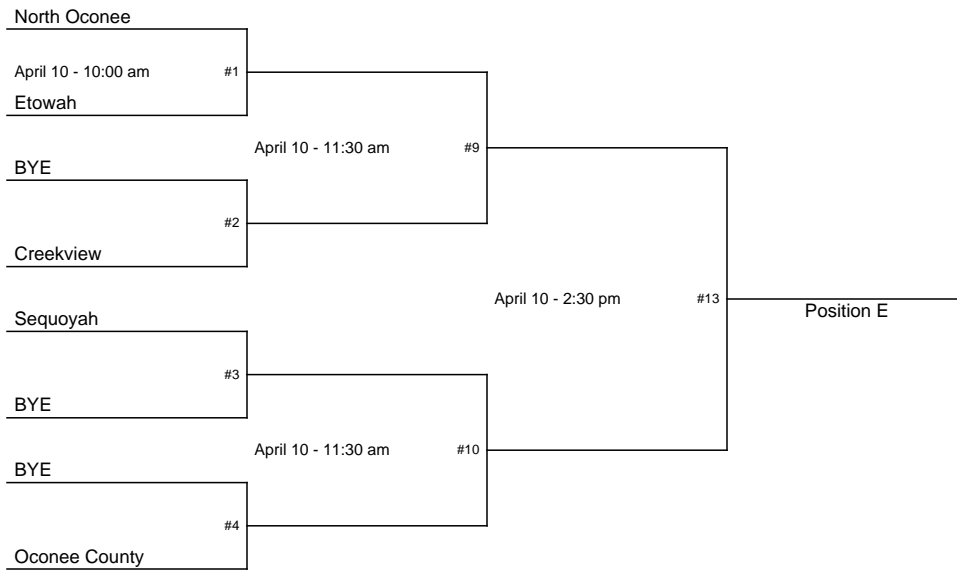 North Oconee
April 10 - 10:00 am #1
Etowah
April 10 - 11:30 am #9
BYE
#2
Creekview
April 10 - 2:30 pm #13
Position E
Sequoyah
#3
BYE
April 10 - 11:30 am #10
BYE
#4
Oconee County